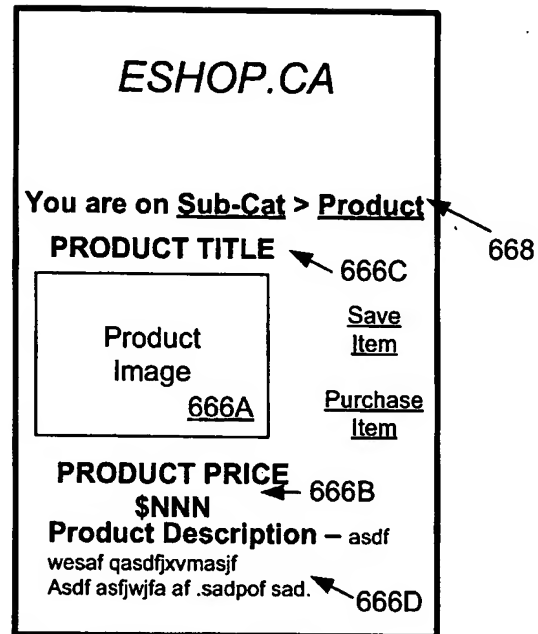 ESHOP.CA
You are on Sub-Cat > Product
668
PRODUCT TITLE
666C
Product
Image
666A
Save
Item
Purchase
Item
PRODUCT PRICE
$NNN
666B
Product Description – asdf
wesaf qasdfjxvmasjf
Asdf asfjwjfa af .sadpof sad.
666D